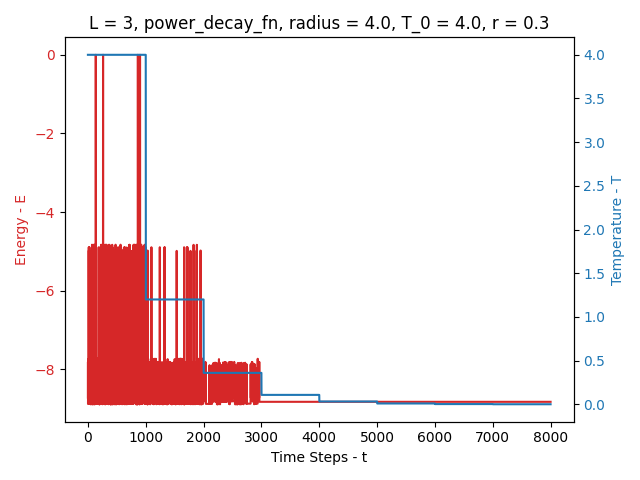 L = 3, power_decay_fn, radius = 4.0, T_0 = 4.0, r = 0.3
0
−2
−4
−6
−8
Energy - E
4.0
3.5
3.0
2.5
2.0
1.5
1.0
0.5
0.0
Temperature - T
0 1000 2000 3000 4000 5000 6000 7000 8000
Time Steps - t